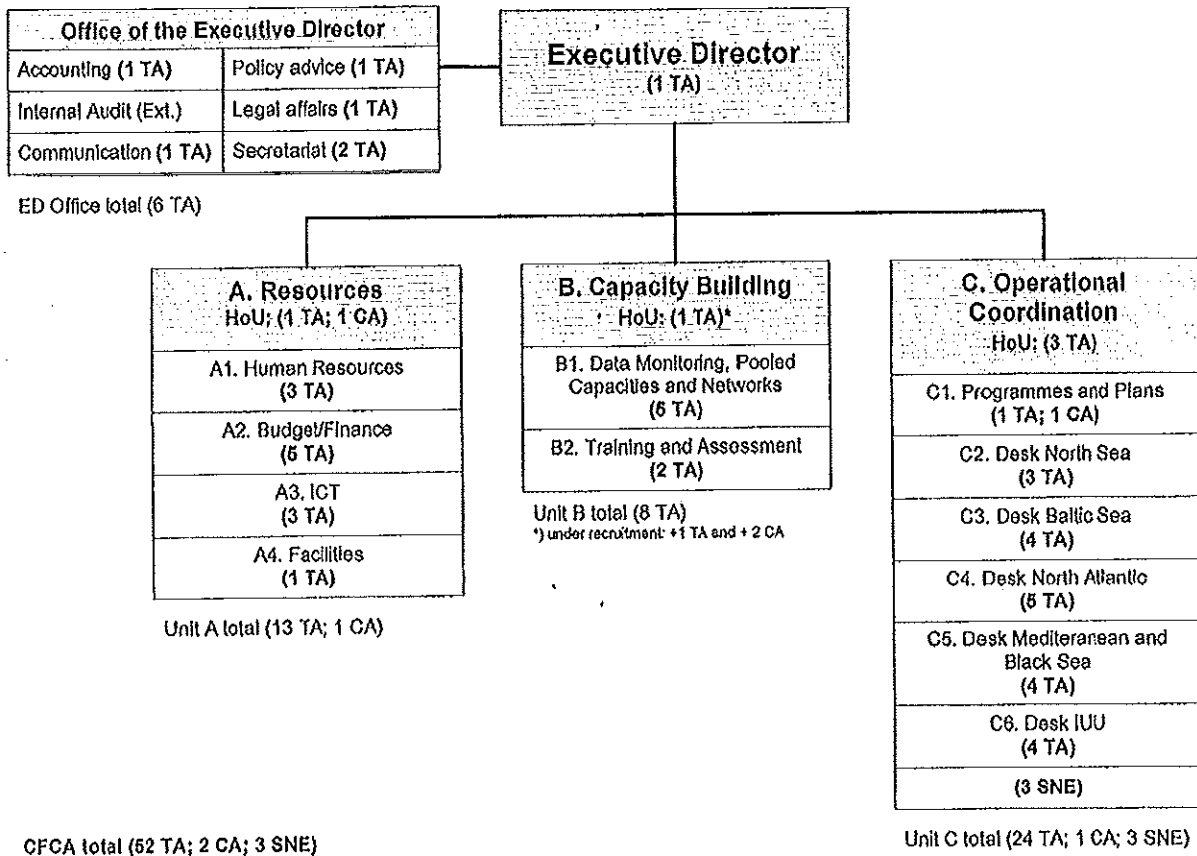 Office of the Executive Director
Accounting (1 TA)
Policy advice (1 TA)
Internal Audit (Ext.)
Legal affairs (1 TA)
Communication (1 TA)
Secretariat (2 TA)
ED Office total (6 TA)
Executive Director
(1 TA)
A. Resources
HoU: (1 TA; 1 CA)
A1. Human Resources
(3 TA)
A2. Budget/Finance
(5 TA)
A3. ICT
(3 TA)
A4. Facilities
(1 TA)
Unit A total (13 TA; 1 CA)
B. Capacity Building
HoU: (1 TA)*
B1. Data Monitoring, Pooled
Capacities and Networks
(5 TA)
B2. Training and Assessment
(2 TA)
Unit B total (8 TA)
*) under recruitment: +1 TA and + 2 CA
C. Operational
Coordination
HoU: (3 TA)
C1. Programmes and Plans
(1 TA; 1 CA)
C2. Desk North Sea
(3 TA)
C3. Desk Baltic Sea
(4 TA)
C4. Desk North Atlantic
(5 TA)
C5. Desk Mediteranean and
Black Sea
(4 TA)
C6. Desk IUU
(4 TA)
(3 SNE)
Unit C total (24 TA; 1 CA; 3 SNE)
CFCA total (52 TA; 2 CA; 3 SNE)